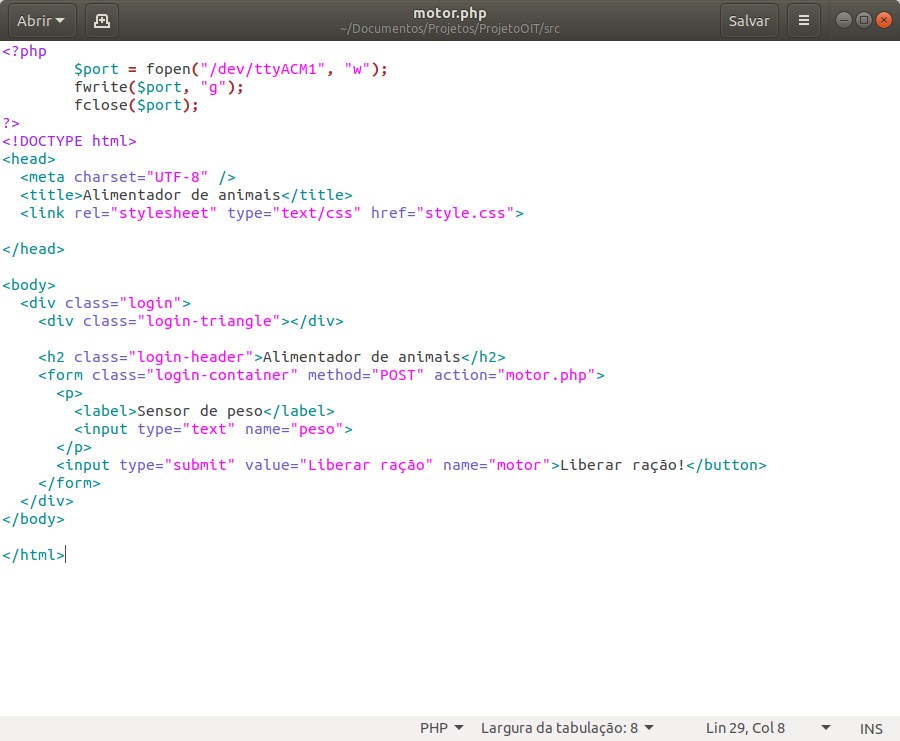 Abrir
motor.php
~/Documentos/Projetos/ProjetoOIT/src
Salvar
<?php
        $port = fopen("/dev/ttyACM1", "w");
        fwrite($port, "g");
        fclose($port);
?>
<!DOCTYPE html>
<head>
  <meta charset="UTF-8" />
  <title>Alimentador de animais</title>
  <link rel="stylesheet" type="text/css" href="style.css">
</head>
<body>
  <div class="login">
    <div class="login-triangle"></div>
    <h2 class="login-header">Alimentador de animais</h2>
    <form class="login-container" method="POST" action="motor.php">
      <p>
        <label>Sensor de peso</label>
        <input type="text" name="peso">
      </p>
      <input type="submit" value="Liberar ração" name="motor">Liberar ração!</button>
    </form>
  </div>
</body>
</html>
PHP Largura da tabulação: 8 Lin 29, Col 8 INS